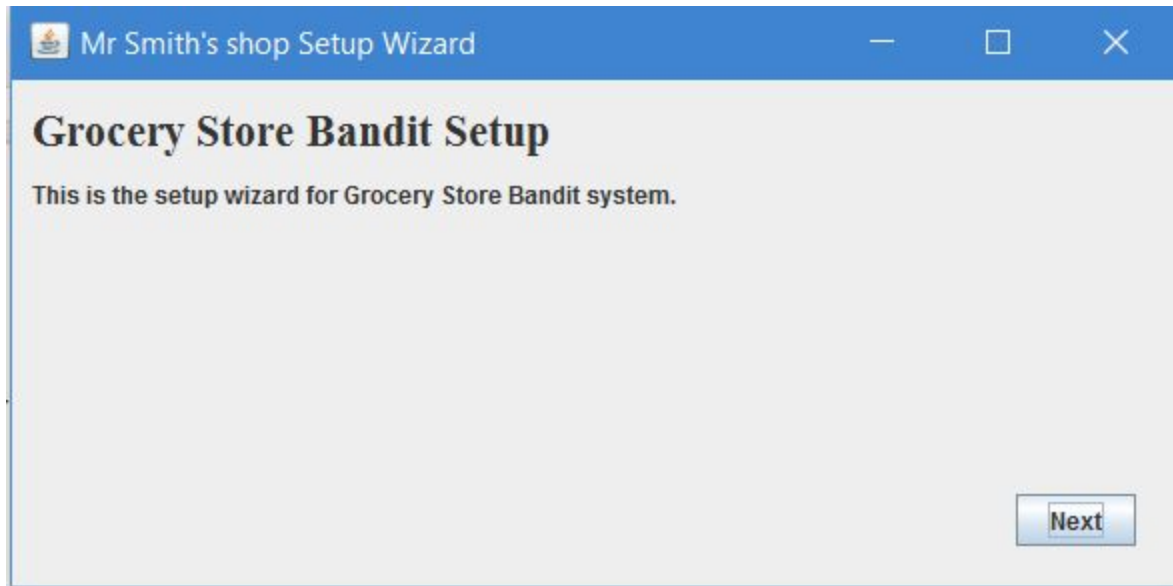 Mr Smith's shop Setup Wizard
Grocery Store Bandit Setup
This is the setup wizard for Grocery Store Bandit system.
Next